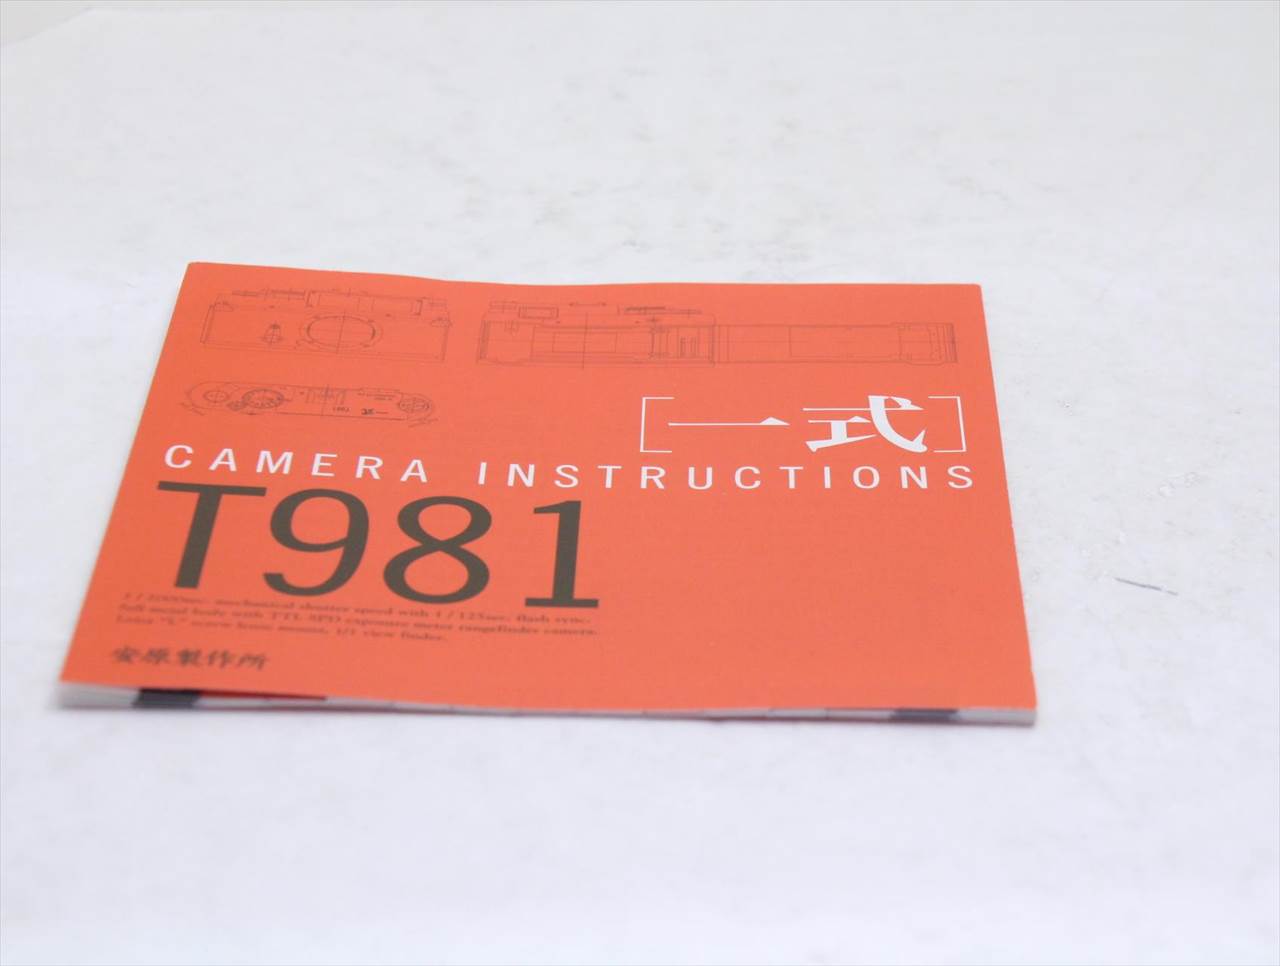 [一式]
CAMERA INSTRUCTIONS
T981
1/2000sec. mechanical shutter speed with 1/125sec. flash sync.
full metal body with TTL SPD exposure meter rangefinder camera.
Leica "L" screw lense mount, 1/1 view finder.
安原製作所